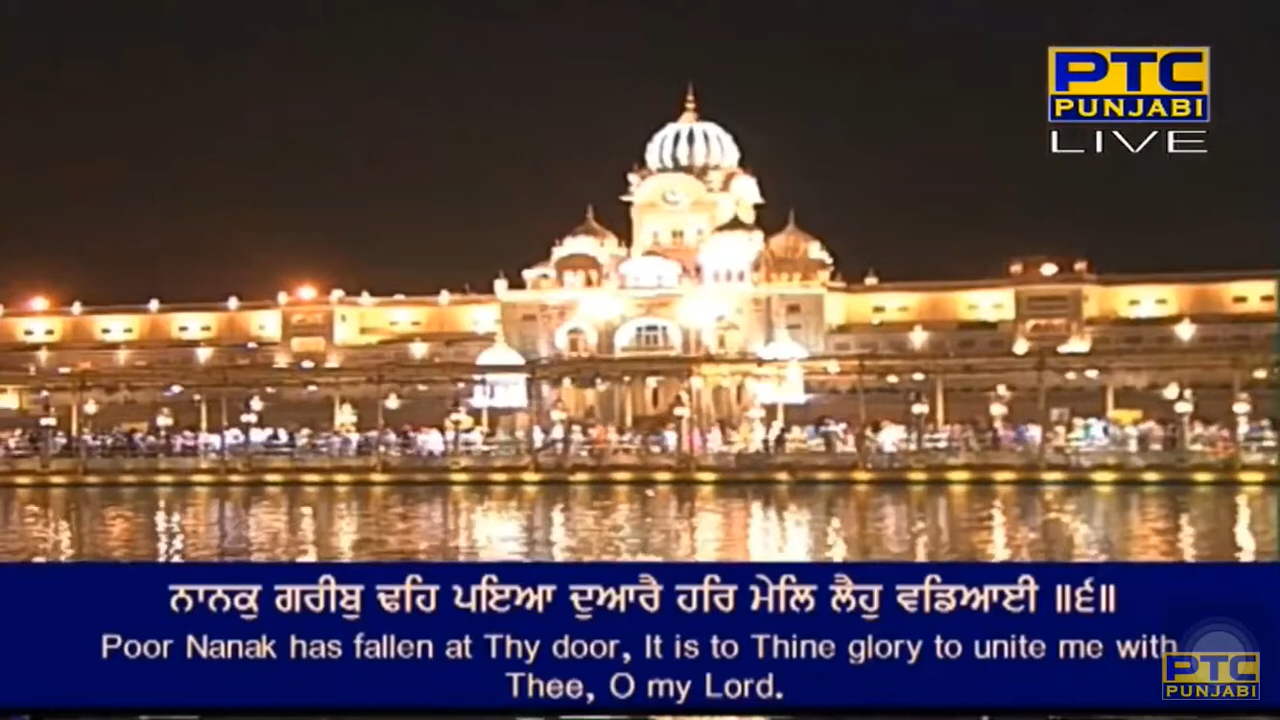 PTC
PUNJABI
LIVE
ਨਾਨਕੁ ਗਰੀਬੁ ਢਹਿ ਪਇਆ ਦੁਆਰੈ ਹਰਿ ਮੇਲਿ ਲੈਹੁ ਵਡਿਆਈ ॥੬॥
Poor Nanak has fallen at Thy door, It is to Thine glory to unite me with
Thee, O my Lord.
PTC
PUNJABI